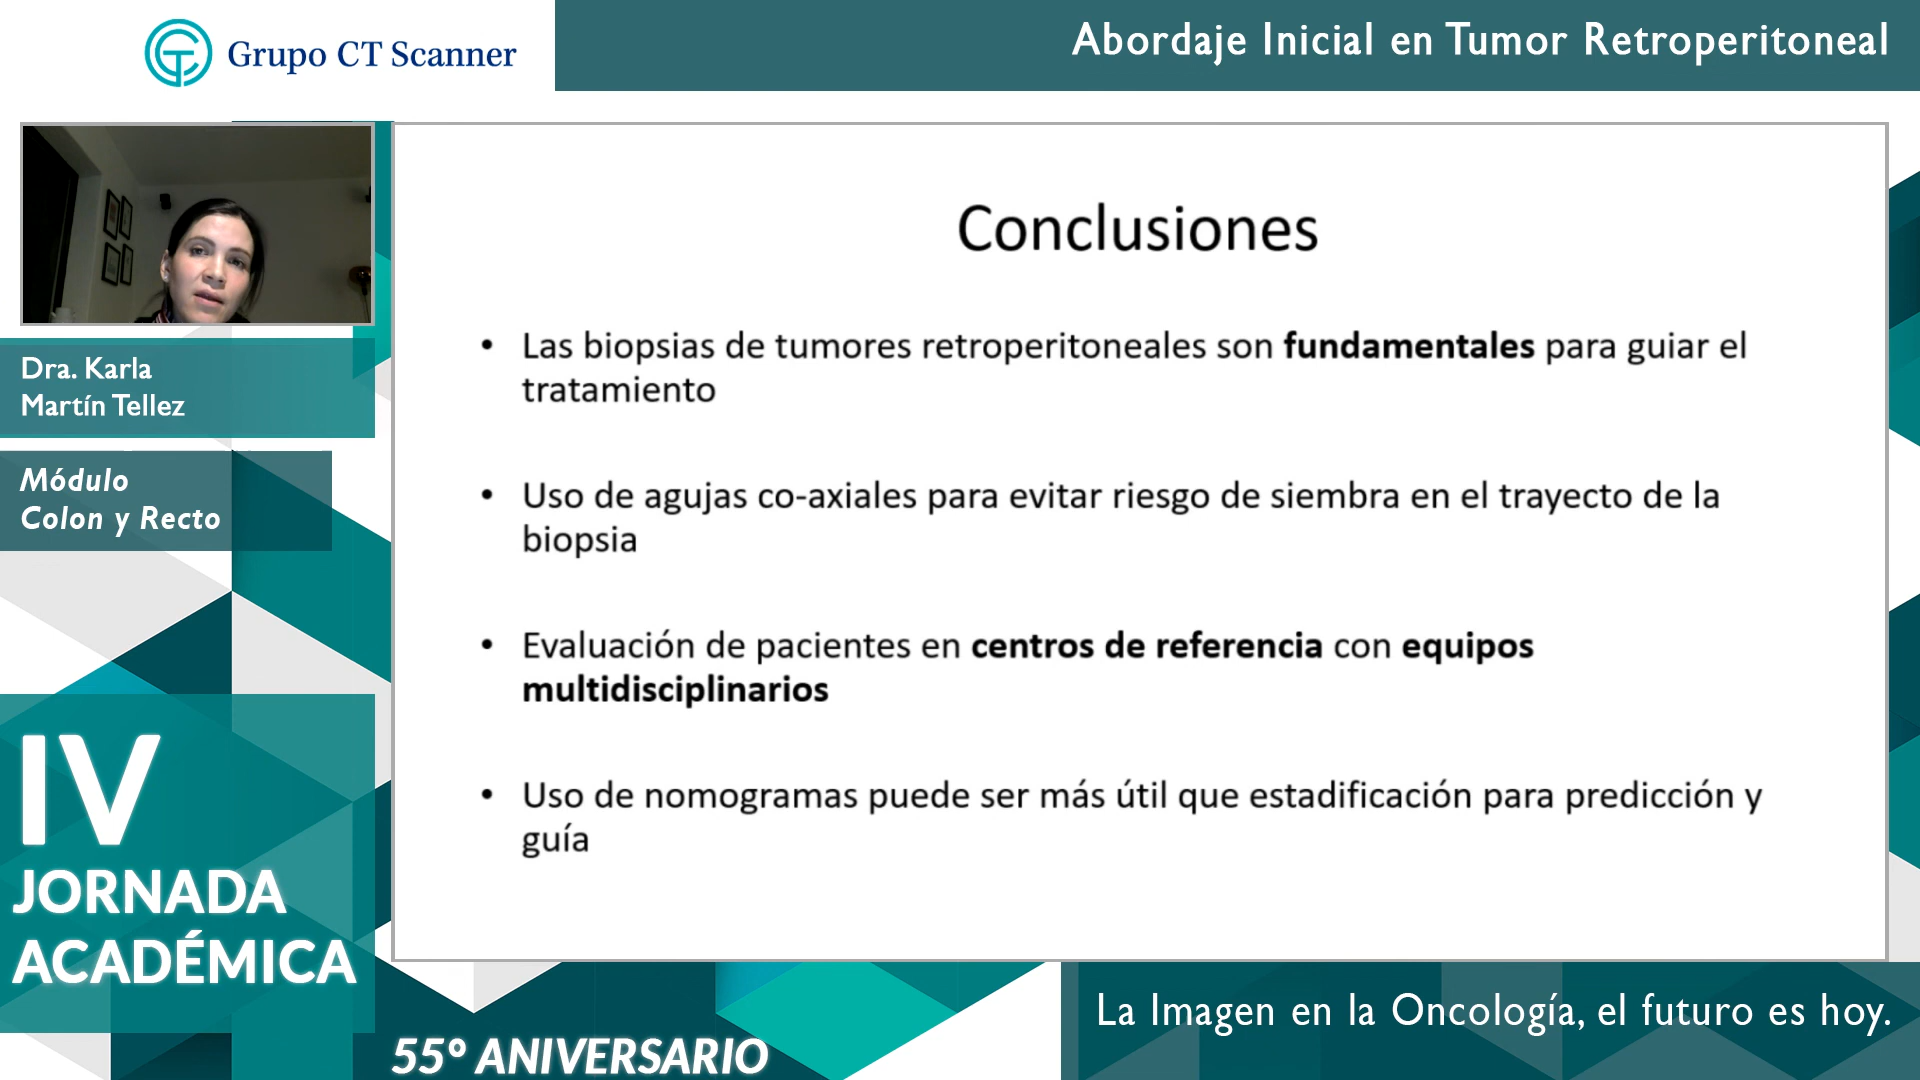 Grupo CT Scanner
Abordaje Inicial en Tumor Retroperitoneal
Dra. Karla
Martín Tellez
Módulo
Colon y Recto
IV
JORNADA
ACADÉMICA
55º ANIVERSARIO
Conclusiones
• Las biopsias de tumores retroperitoneales son fundamentales para guiar el
tratamiento
• Uso de agujas co-axiales para evitar riesgo de siembra en el trayecto de la
biopsia
• Evaluación de pacientes en centros de referencia con equipos
multidisciplinarios
• Uso de nomogramas puede ser más útil que estadificación para predicción y
guía
La Imagen en la Oncología, el futuro es hoy.